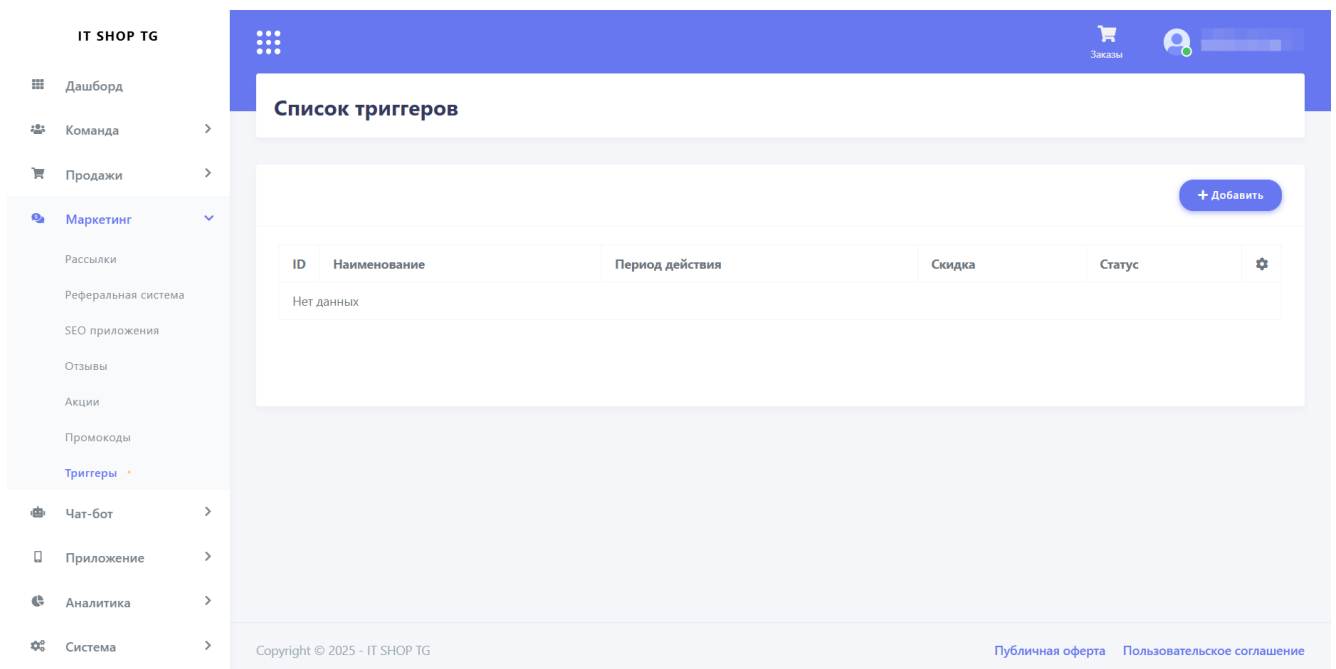 IT SHOP TG
Заказы
Дашборд
Команда
Продажи
Маркетинг
Рассылки
Реферальная система
SEO приложения
Отзывы
Акции
Промокоды
Триггеры
Чат-бот
Приложение
Аналитика
Система
Список триггеров
+ Добавить
ID Наименование Период действия Скидка Статус
Нет данных
Copyright © 2025 - IT SHOP TG
Публичная оферта Пользовательское соглашение